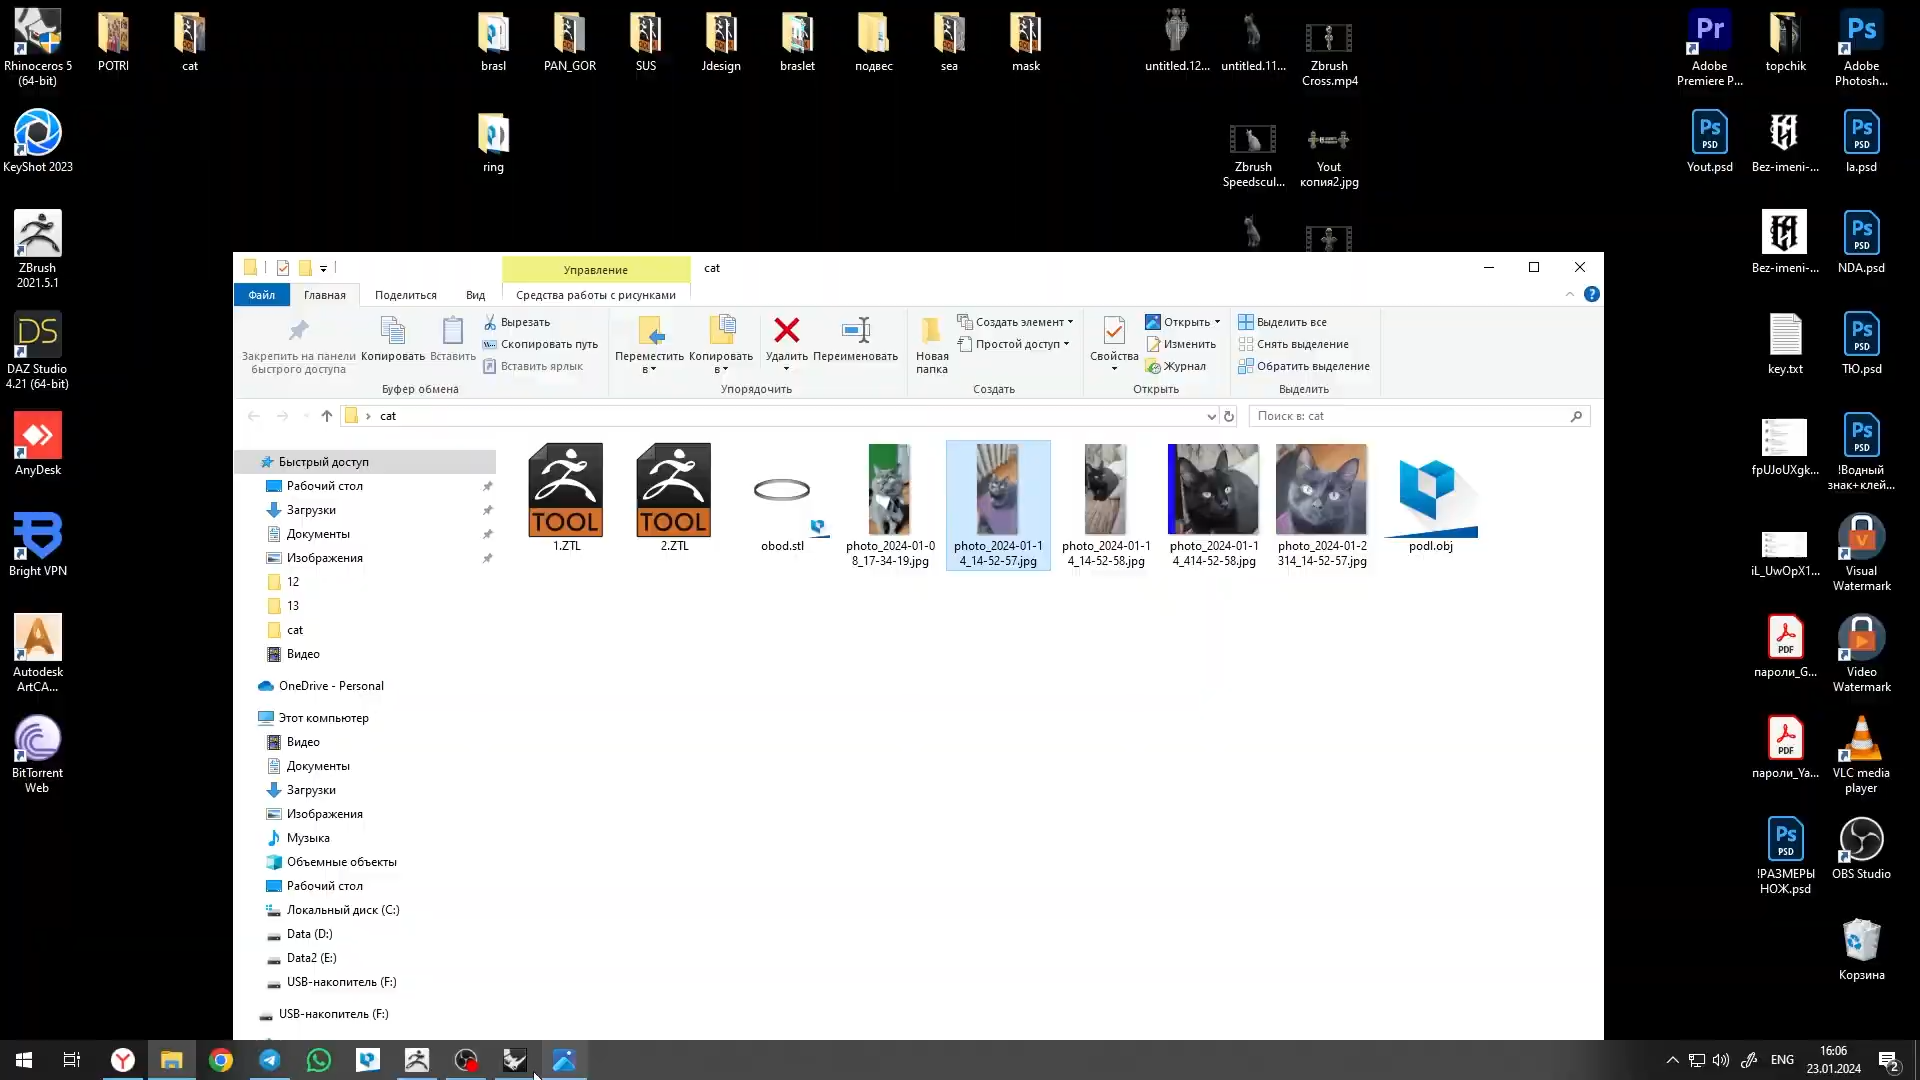 Rhinoceros 5
(64-bit)
POTRI
cat
brasl
PAN_GOR
SUS
Jdesign
braslet
подвес
sea
mask
untitled.12...
untitled.11...
Zbrush
Cross.mp4
Adobe
Premiere P...
topchik
Adobe
Photosh...
KeyShot 2023
ring
Zbrush
Speedscul...
Yout
копия2.jpg
Yout.psd
Bez-imeni-...
la.psd
ZBrush
2021.5.1
Bez-imeni-...
NDA.psd
DAZ Studio
4.21 (64-bit)
key.txt
ТЮ.psd
AnyDesk
fpUJoUXgk...
!Водный
знак+клей...
Bright VPN
iL_UwOpX1...
Visual
Watermark
Autodesk
ArtCA...
пароли_G...
Video
Watermark
BitTorrent
Web
пароли_Ya...
VLC media
player
!РАЗМЕРЫ
НОЖ.psd
OBS Studio
Корзина
Управление
cat
Файл
Главная
Поделиться
Вид
Средства работы с рисунками
Закрепить на панели
быстрого доступа
Копировать
Вставить
Вырезать
Скопировать путь
Вставить ярлык
Буфер обмена
Переместить
в
Копировать
в
Удалить
Переименовать
Упорядочить
Новая
папка
Создать элемент
Простой доступ
Создать
Свойства
Открыть
Изменить
Журнал
Открыть
Выделить все
Снять выделение
Обратить выделение
Выделить
cat
Поиск в: cat
Быстрый доступ
Рабочий стол
Загрузки
Документы
Изображения
12
13
cat
Видео
OneDrive - Personal
Этот компьютер
Видео
Документы
Загрузки
Изображения
Музыка
Объемные объекты
Рабочий стол
Локальный диск (C:)
Data (D:)
Data2 (E:)
USB-накопитель (F:)
USB-накопитель (F:)
TOOL
1.ZTL
TOOL
2.ZTL
obod.stl
photo_2024-01-0
8_17-34-19.jpg
photo_2024-01-1
4_14-52-57.jpg
photo_2024-01-1
4_14-52-58.jpg
photo_2024-01-1
4_414-52-58.jpg
photo_2024-01-2
314_14-52-57.jpg
podl.obj
ENG
16:06
23.01.2024
2